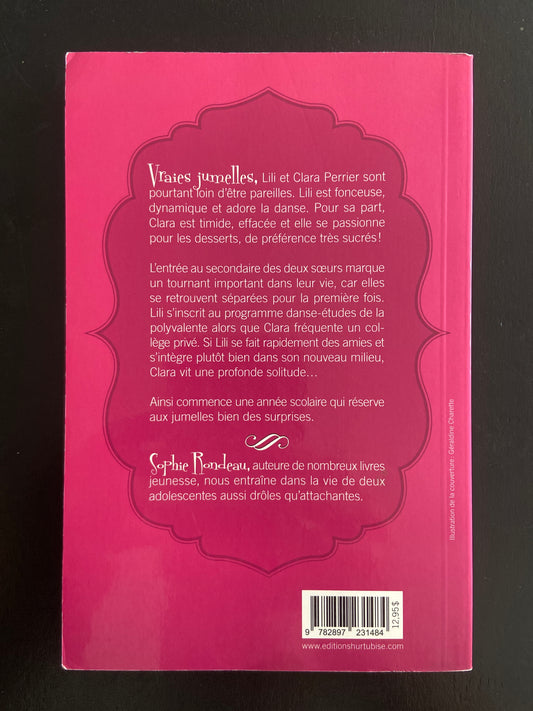 Vraies jumelles, Lili et Clara Perrier sont
pourtant loin d'être pareilles. Lili est fonceuse,
dynamique et adore la danse. Pour sa part,
Clara est timide, effacée et elle se passionne
pour les desserts, de préférence très sucrés !
L'entrée au secondaire des deux sœurs marque
un tournant important dans leur vie, car elles
se retrouvent séparées pour la première fois.
Lili s'inscrit au programme danse-études de la
polyvalente alors que Clara fréquente un col-
lège privé. Si Lili se fait rapidement des amies et
s'intègre plutôt bien dans son nouveau milieu,
Clara vit une profonde solitude…
Ainsi commence une année scolaire qui réserve
aux jumelles bien des surprises.
Sophie Rondeau, auteure de nombreux livres
jeunesse, nous entraîne dans la vie de deux
adolescentes aussi drôles qu'attachantes.
Illustration de la couverture : Géraldine Charette
12,95$
9 782897 231484
www.editionshurtubise.com